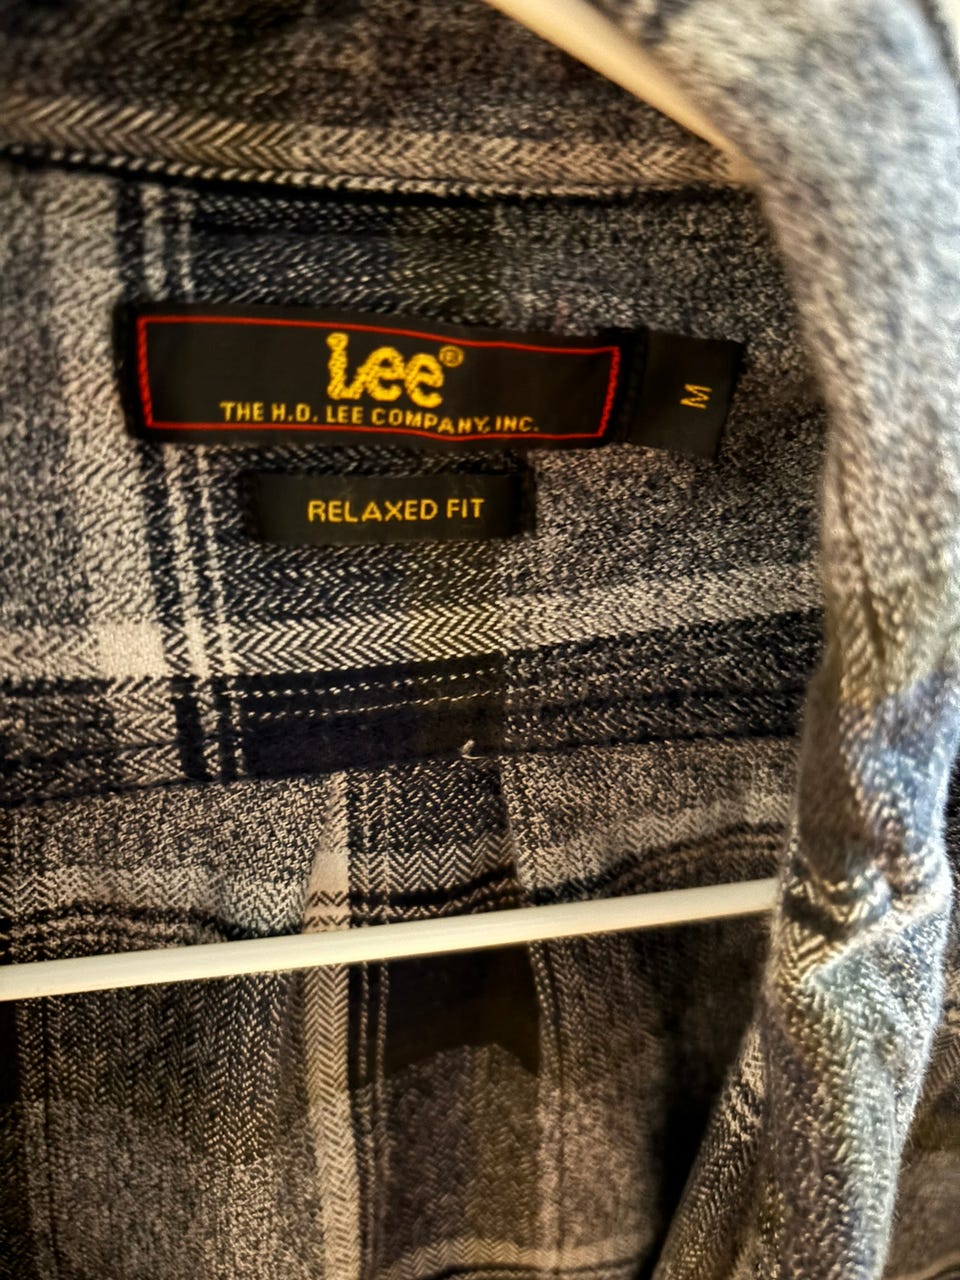 Lee®
THE H.D. LEE COMPANY, INC.
M
RELAXED FIT